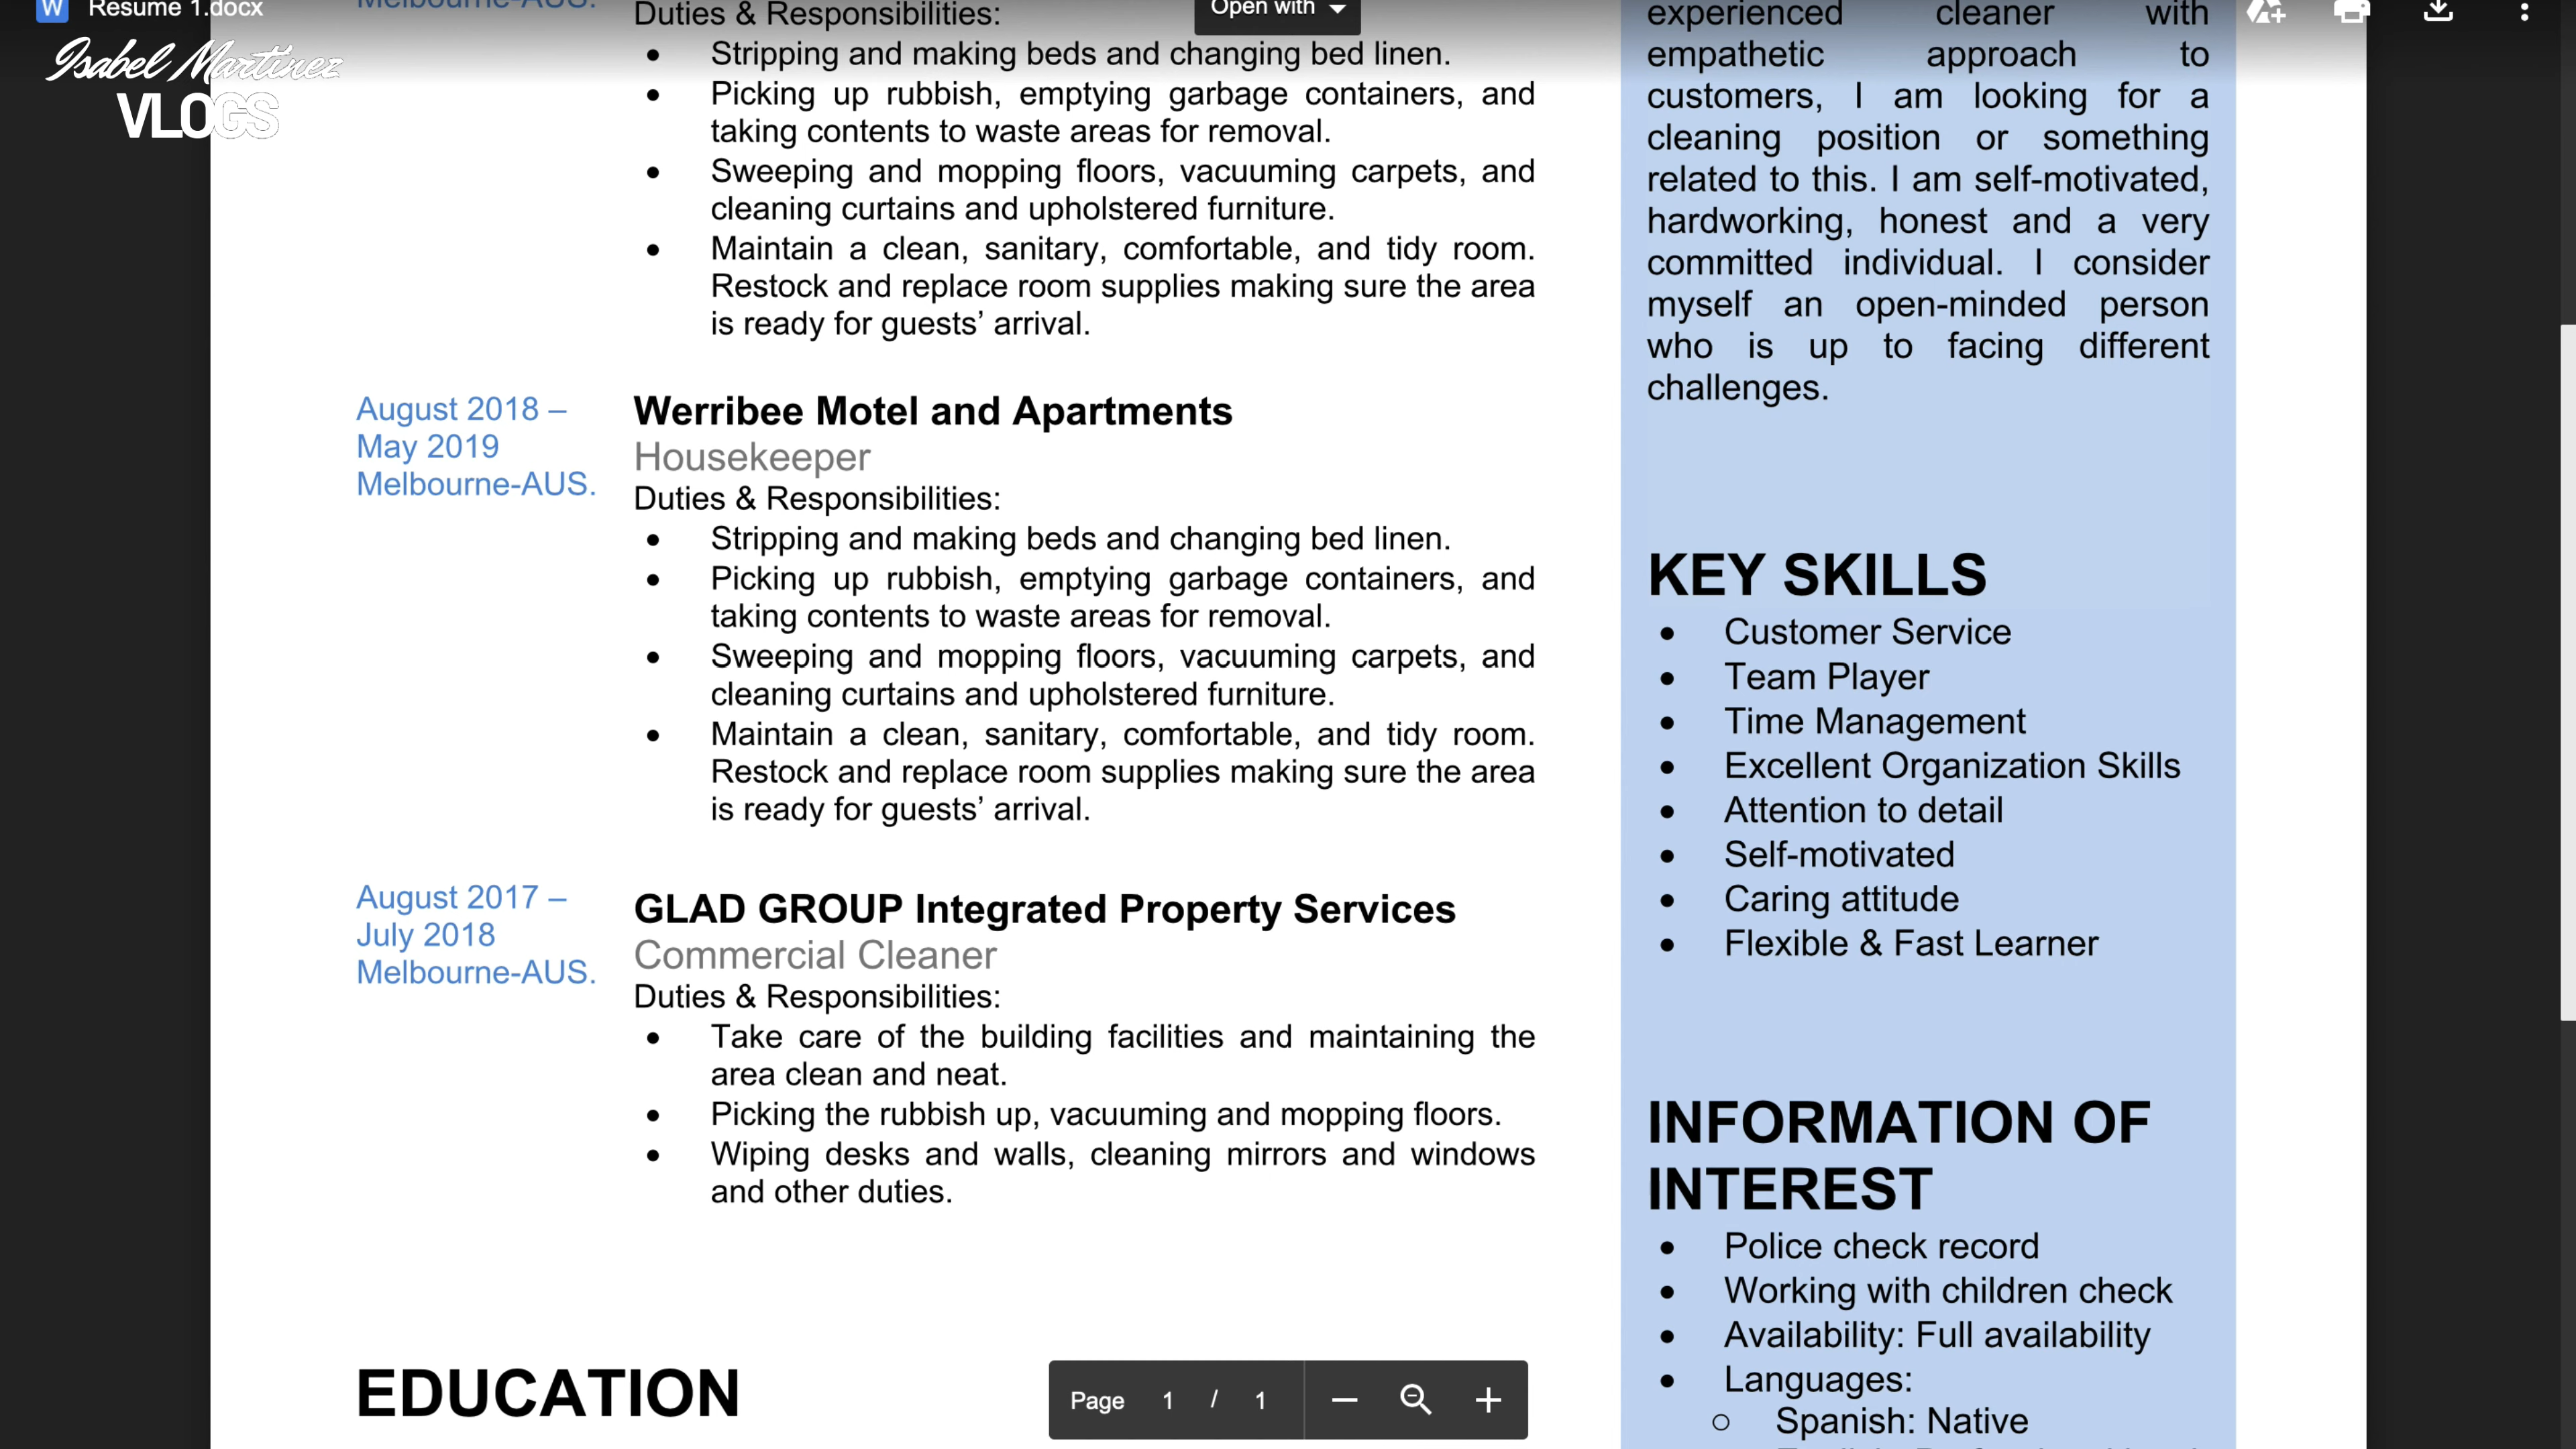 Resume 1.docx
Open with
Isabel Martinez
VLOGS
Melbourne-AUS.
Duties & Responsibilities:
• Stripping and making beds and changing bed linen.
• Picking up rubbish, emptying garbage containers, and
taking contents to waste areas for removal.
• Sweeping and mopping floors, vacuuming carpets, and
cleaning curtains and upholstered furniture.
• Maintain a clean, sanitary, comfortable, and tidy room.
Restock and replace room supplies making sure the area
is ready for guests’ arrival.
August 2018 –
May 2019
Melbourne-AUS.
Werribee Motel and Apartments
Housekeeper
Duties & Responsibilities:
• Stripping and making beds and changing bed linen.
• Picking up rubbish, emptying garbage containers, and
taking contents to waste areas for removal.
• Sweeping and mopping floors, vacuuming carpets, and
cleaning curtains and upholstered furniture.
• Maintain a clean, sanitary, comfortable, and tidy room.
Restock and replace room supplies making sure the area
is ready for guests’ arrival.
August 2017 –
July 2018
Melbourne-AUS.
GLAD GROUP Integrated Property Services
Commercial Cleaner
Duties & Responsibilities:
• Take care of the building facilities and maintaining the
area clean and neat.
• Picking the rubbish up, vacuuming and mopping floors.
• Wiping desks and walls, cleaning mirrors and windows
and other duties.
EDUCATION
experienced cleaner with
empathetic approach to
customers, I am looking for a
cleaning position or something
related to this. I am self-motivated,
hardworking, honest and a very
committed individual. I consider
myself an open-minded person
who is up to facing different
challenges.
KEY SKILLS
• Customer Service
• Team Player
• Time Management
• Excellent Organization Skills
• Attention to detail
• Self-motivated
• Caring attitude
• Flexible & Fast Learner
INFORMATION OF
INTEREST
• Police check record
• Working with children check
• Availability: Full availability
• Languages:
○ Spanish: Native
Page 1 / 1